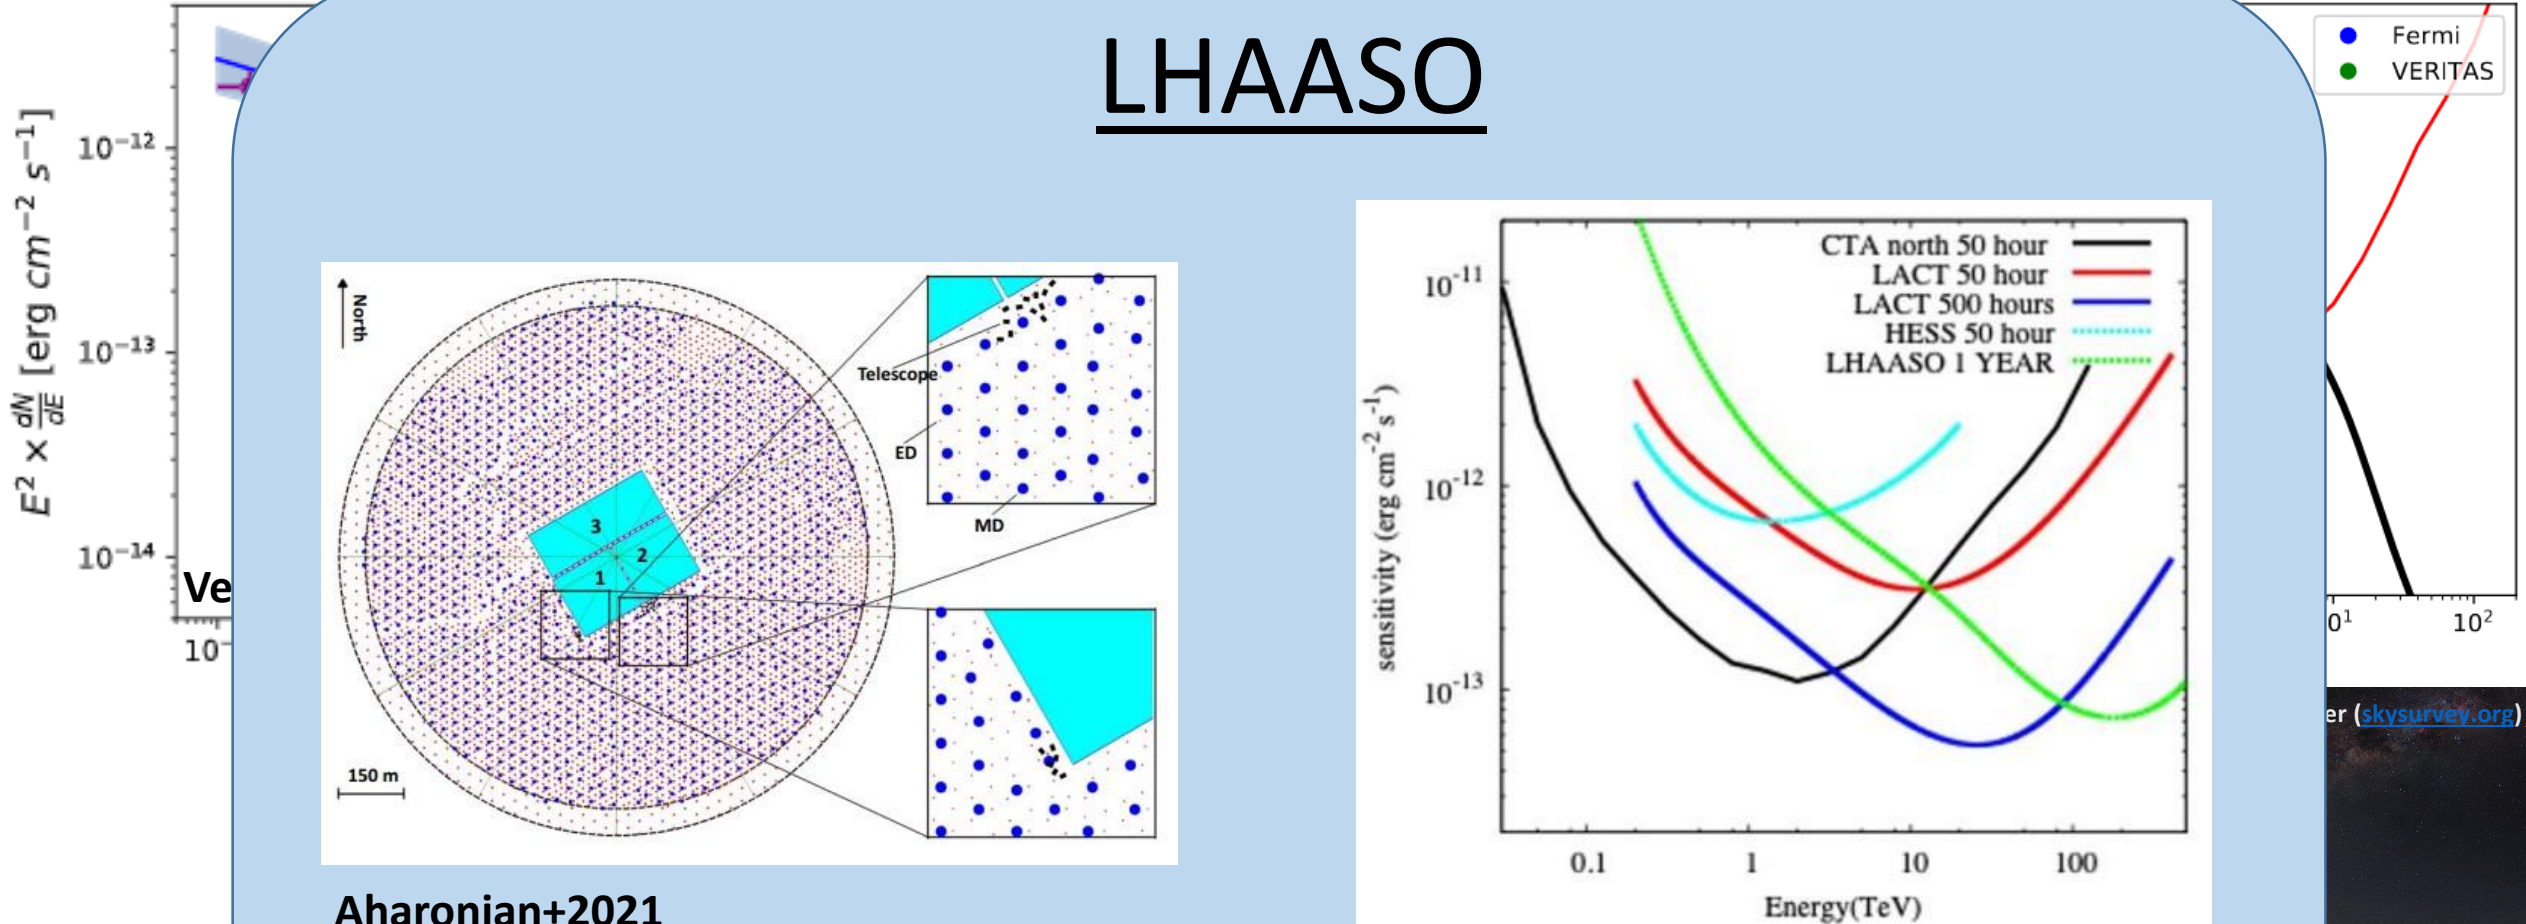 LHAASO
Fermi
VERITAS
E² × dN/dE [erg cm⁻² s⁻¹]
10⁻¹²
10⁻¹³
10⁻¹⁴
Ve
10⁻
North
Telescope
ED
MD
3
2
1
150 m
Aharonian+2021
CTA north 50 hour
LACT 50 hour
LACT 500 hours
HESS 50 hour
LHAASO 1 YEAR
sensitivity (erg cm⁻² s⁻¹)
10⁻¹¹
10⁻¹²
10⁻¹³
0.1 1 10 100
Energy(TeV)
0¹ 10²
er (skysurvey.org)